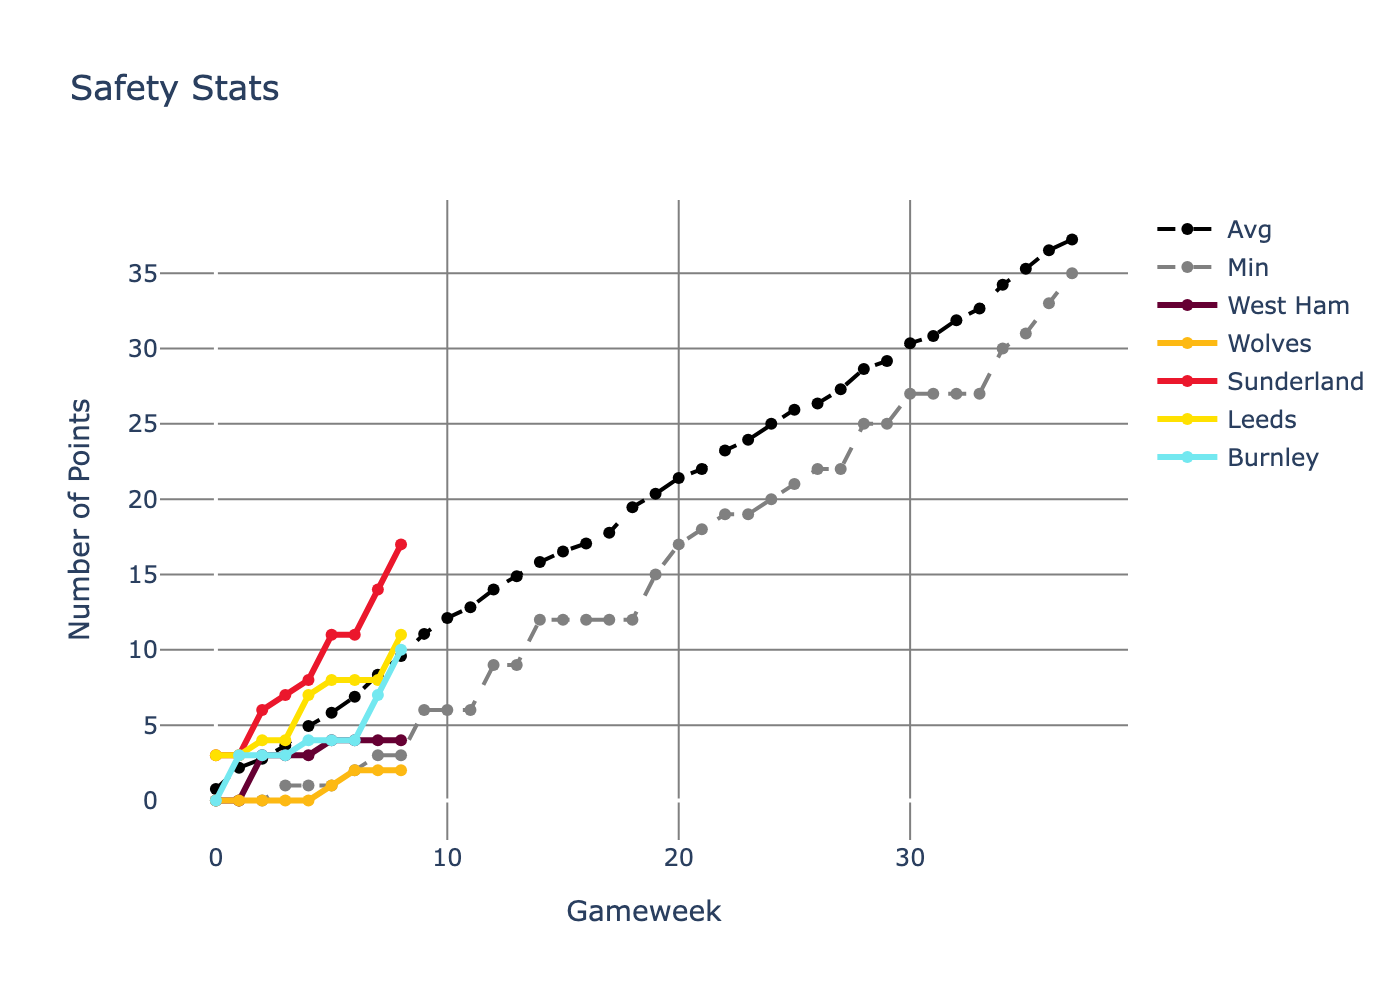 Safety Stats
Avg
Min
West Ham
Wolves
Sunderland
Leeds
Burnley
35
30
25
20
15
10
5
0
Number of Points
0 10 20 30
Gameweek